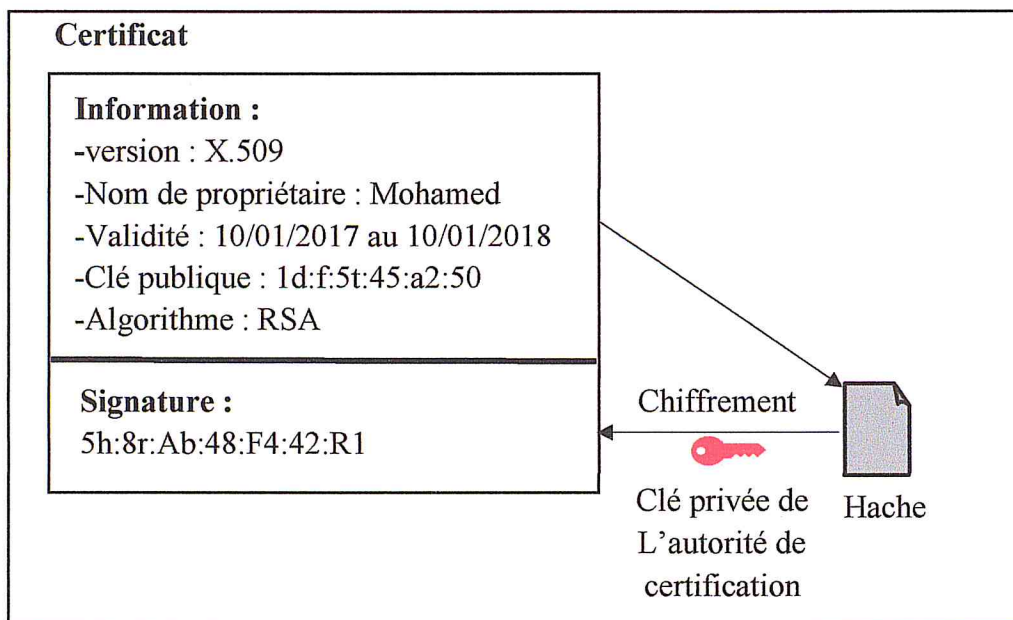 Certificat
Information :
-version : X.509
-Nom de propriétaire : Mohamed
-Validité : 10/01/2017 au 10/01/2018
-Clé publique : 1d:f:5t:45:a2:50
-Algorithme : RSA
Signature :
5h:8r:Ab:48:F4:42:R1
Chiffrement
Clé privée de
L'autorité de
certification
Hache